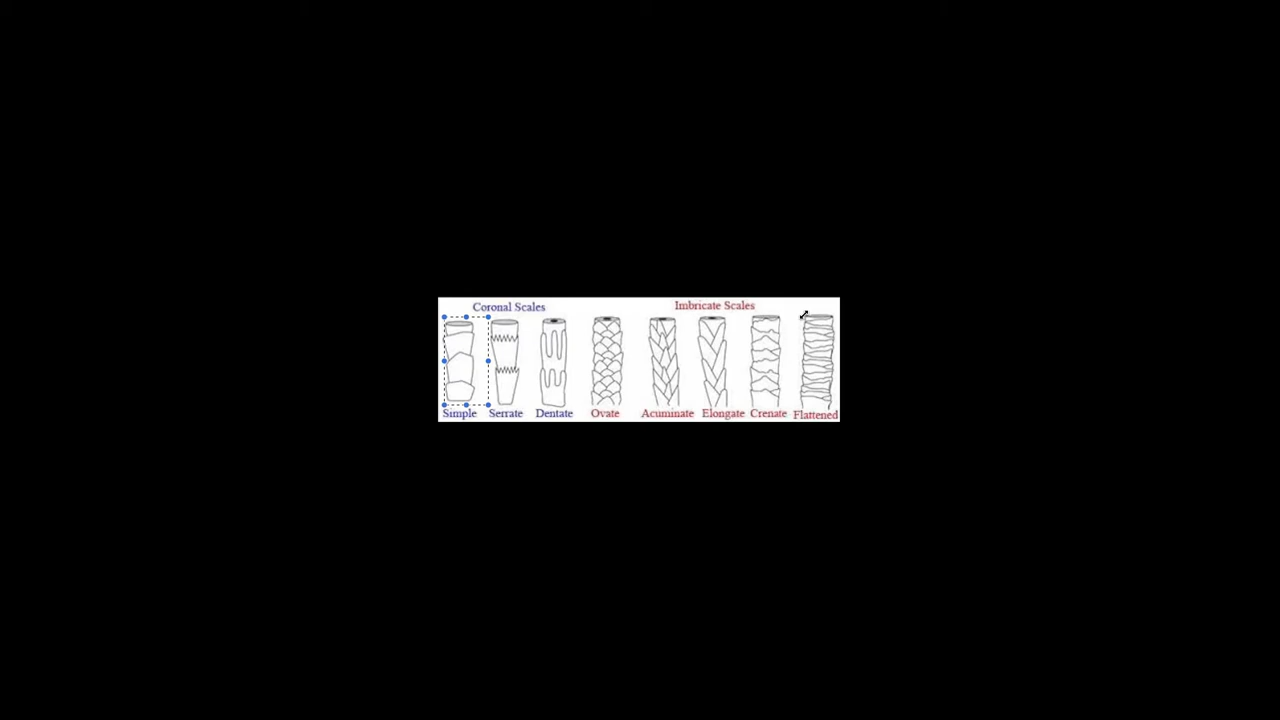 Coronal Scales
Imbricate Scales
Simple Serrate Dentate Ovate Acuminate Elongate Crenate Flattened